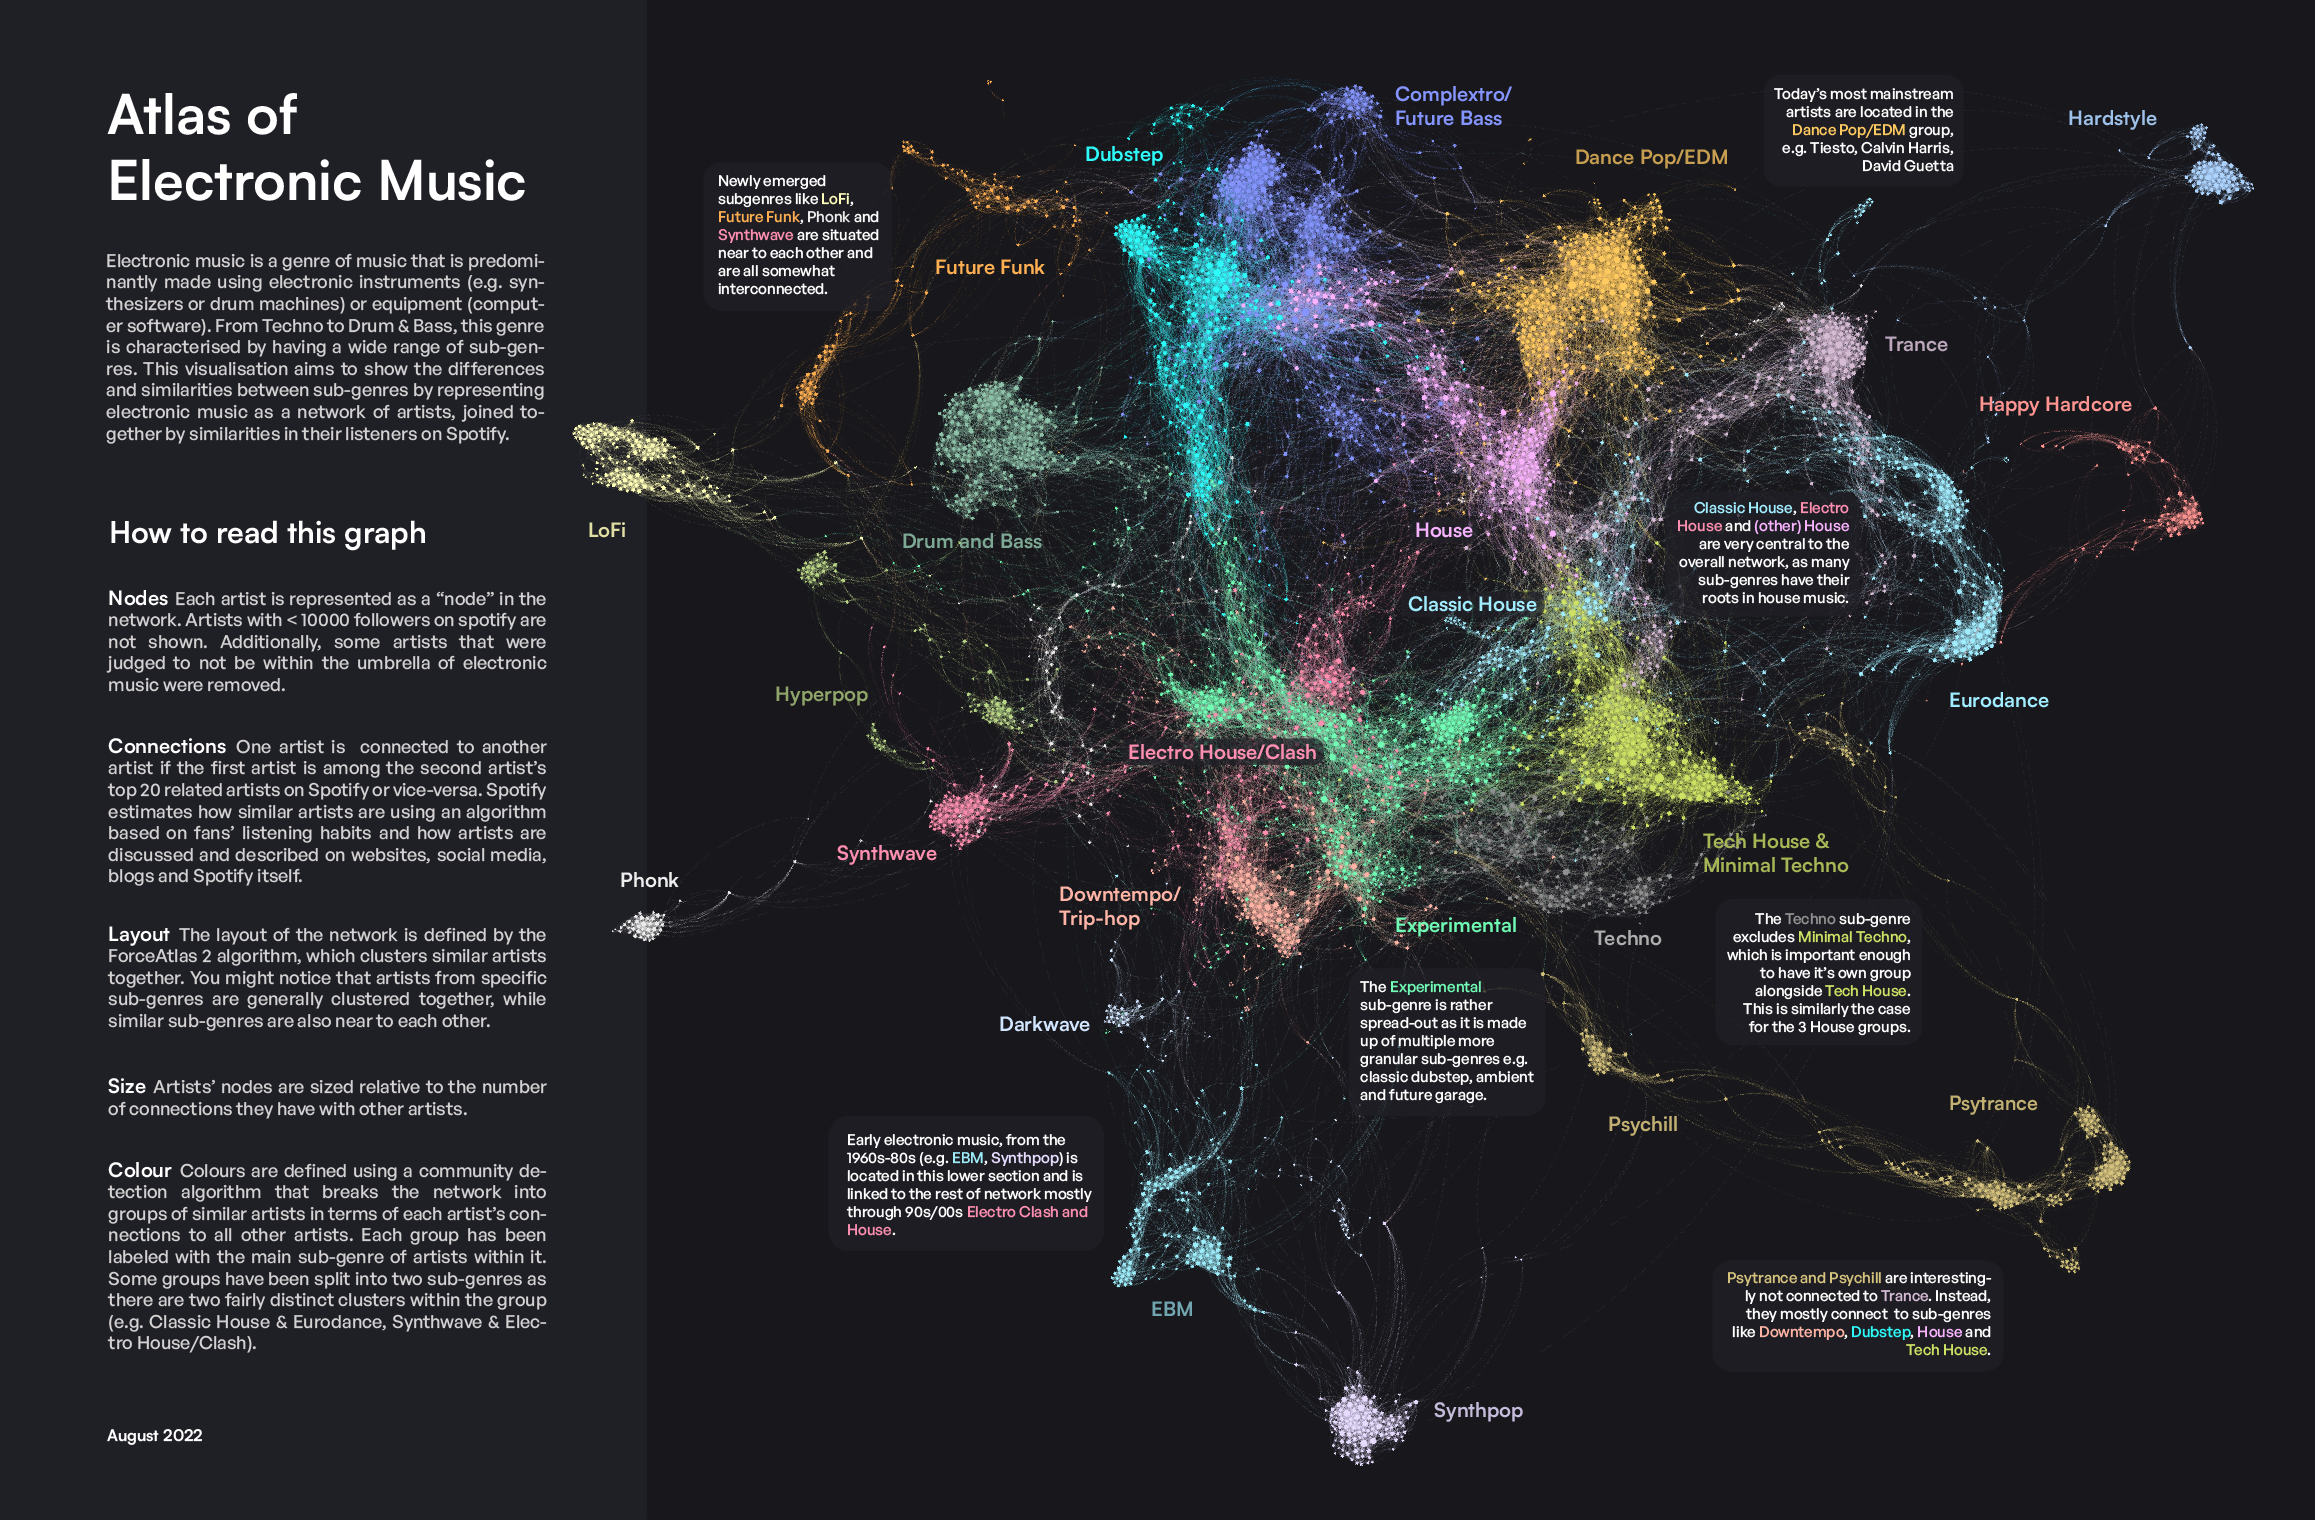 Atlas of
Electronic Music
Electronic music is a genre of music that is predomi-
nantly made using electronic instruments (e.g. syn-
thesizers or drum machines) or equipment (comput-
er software). From Techno to Drum & Bass, this genre
is characterised by having a wide range of sub-gen-
res. This visualisation aims to show the differences
and similarities between sub-genres by representing
electronic music as a network of artists, joined to-
gether by similarities in their listeners on Spotify.
How to read this graph
Nodes Each artist is represented as a “node” in the
network. Artists with < 10000 followers on spotify are
not shown. Additionally, some artists that were
judged to not be within the umbrella of electronic
music were removed.
Connections One artist is connected to another
artist if the first artist is among the second artist’s
top 20 related artists on Spotify or vice-versa. Spotify
estimates how similar artists are using an algorithm
based on fans’ listening habits and how artists are
discussed and described on websites, social media,
blogs and Spotify itself.
Layout The layout of the network is defined by the
ForceAtlas 2 algorithm, which clusters similar artists
together. You might notice that artists from specific
sub-genres are generally clustered together, while
similar sub-genres are also near to each other.
Size Artists’ nodes are sized relative to the number
of connections they have with other artists.
Colour Colours are defined using a community de-
tection algorithm that breaks the network into
groups of similar artists in terms of each artist’s con-
nections to all other artists. Each group has been
labeled with the main sub-genre of artists within it.
Some groups have been split into two sub-genres as
there are two fairly distinct clusters within the group
(e.g. Classic House & Eurodance, Synthwave & Elec-
tro House/Clash).
August 2022
Complextro/
Future Bass
Dubstep
Dance Pop/EDM
Today’s most mainstream
artists are located in the
Dance Pop/EDM group,
e.g. Tiesto, Calvin Harris,
David Guetta
Hardstyle
Newly emerged
subgenres like LoFi,
Future Funk, Phonk and
Synthwave are situated
near to each other and
are all somewhat
interconnected.
Future Funk
Trance
Happy Hardcore
LoFi
Drum and Bass
House
Classic House, Electro
House and (other) House
are very central to the
overall network, as many
sub-genres have their
roots in house music.
Classic House
Hyperpop
Eurodance
Electro House/Clash
Synthwave
Tech House &
Minimal Techno
Phonk
Downtempo/
Trip-hop
Experimental
Techno
The Techno sub-genre
excludes Minimal Techno,
which is important enough
to have it’s own group
alongside Tech House.
This is similarly the case
for the 3 House groups.
The Experimental
sub-genre is rather
spread-out as it is made
up of multiple more
granular sub-genres e.g.
classic dubstep, ambient
and future garage.
Darkwave
Psychill
Psytrance
Early electronic music, from the
1960s-80s (e.g. EBM, Synthpop) is
located in this lower section and is
linked to the rest of network mostly
through 90s/00s Electro Clash and
House.
EBM
Psytrance and Psychill are interesting-
ly not connected to Trance. Instead,
they mostly connect to sub-genres
like Downtempo, Dubstep, House and
Tech House.
Synthpop